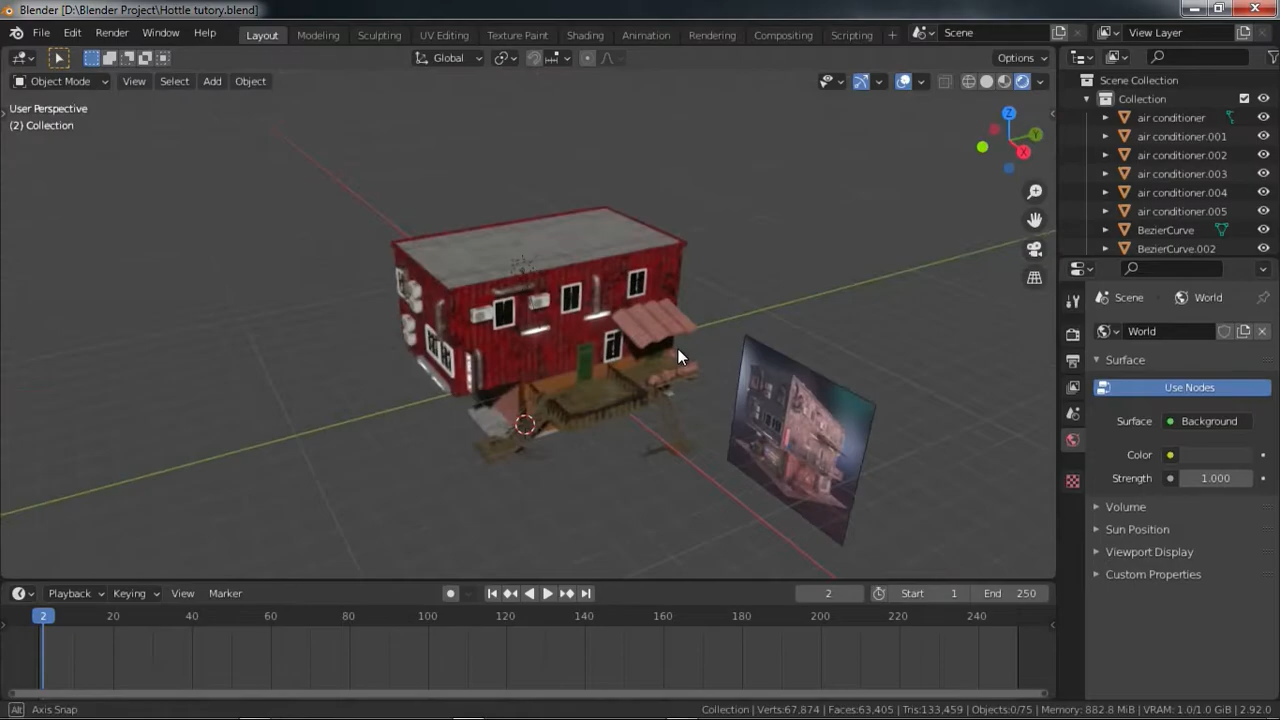 Blender [D:\Blender Project\Hottle tutory.blend]
File Edit Render Window Help Layout Modeling Sculpting UV Editing Texture Paint Shading Animation Rendering Compositing Scripting + Scene View Layer
Global Options
Object Mode View Select Add Object
User Perspective
(2) Collection
Z
Y
X
Scene Collection
Collection
air conditioner
air conditioner.001
air conditioner.002
air conditioner.003
air conditioner.004
air conditioner.005
BezierCurve
BezierCurve.002
Scene World
World
Surface
Use Nodes
Surface Background
Color
Strength 1.000
Volume
Sun Position
Viewport Display
Custom Properties
Playback Keying View Marker 2 Start 1 End 250
2 20 40 60 80 100 120 140 160 180 200 220 240
Alt Axis Snap
Collection | Verts:67,874 | Faces:63,405 | Tris:133,459 | Objects:0/75 | Memory: 882.8 MiB | VRAM: 1.0/1.0 GiB | 2.92.0